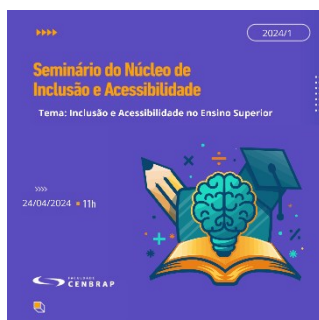 2024/1
Seminário do Núcleo de
Inclusão e Acessibilidade
Tema: Inclusão e Acessibilidade no Ensino Superior
24/04/2024 • 11h
FACULDADE
CENBRAP